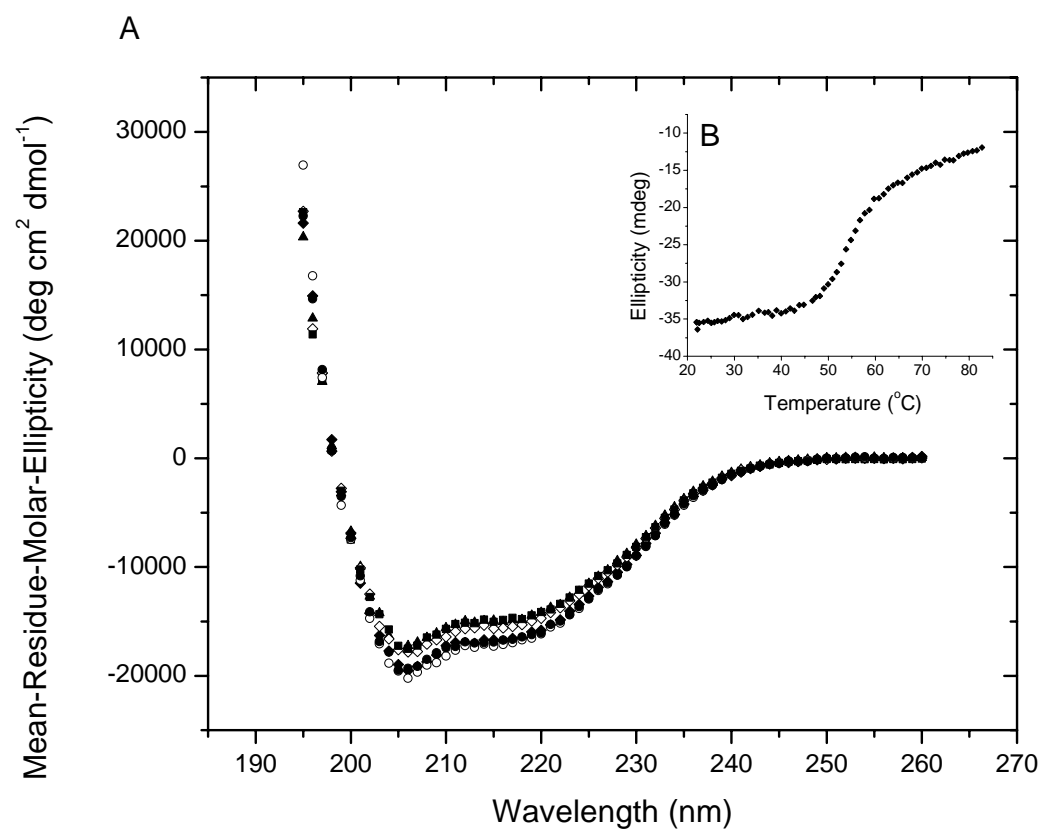 A
Mean-Residue-Molar-Ellipticity (deg cm² dmol⁻¹)
30000
20000
10000
0
-10000
-20000
190 200 210 220 230 240 250 260 270
Wavelength (nm)
B
Ellipticity (mdeg)
-10
-15
-20
-25
-30
-35
-40
20 30 40 50 60 70 80
Temperature (°C)